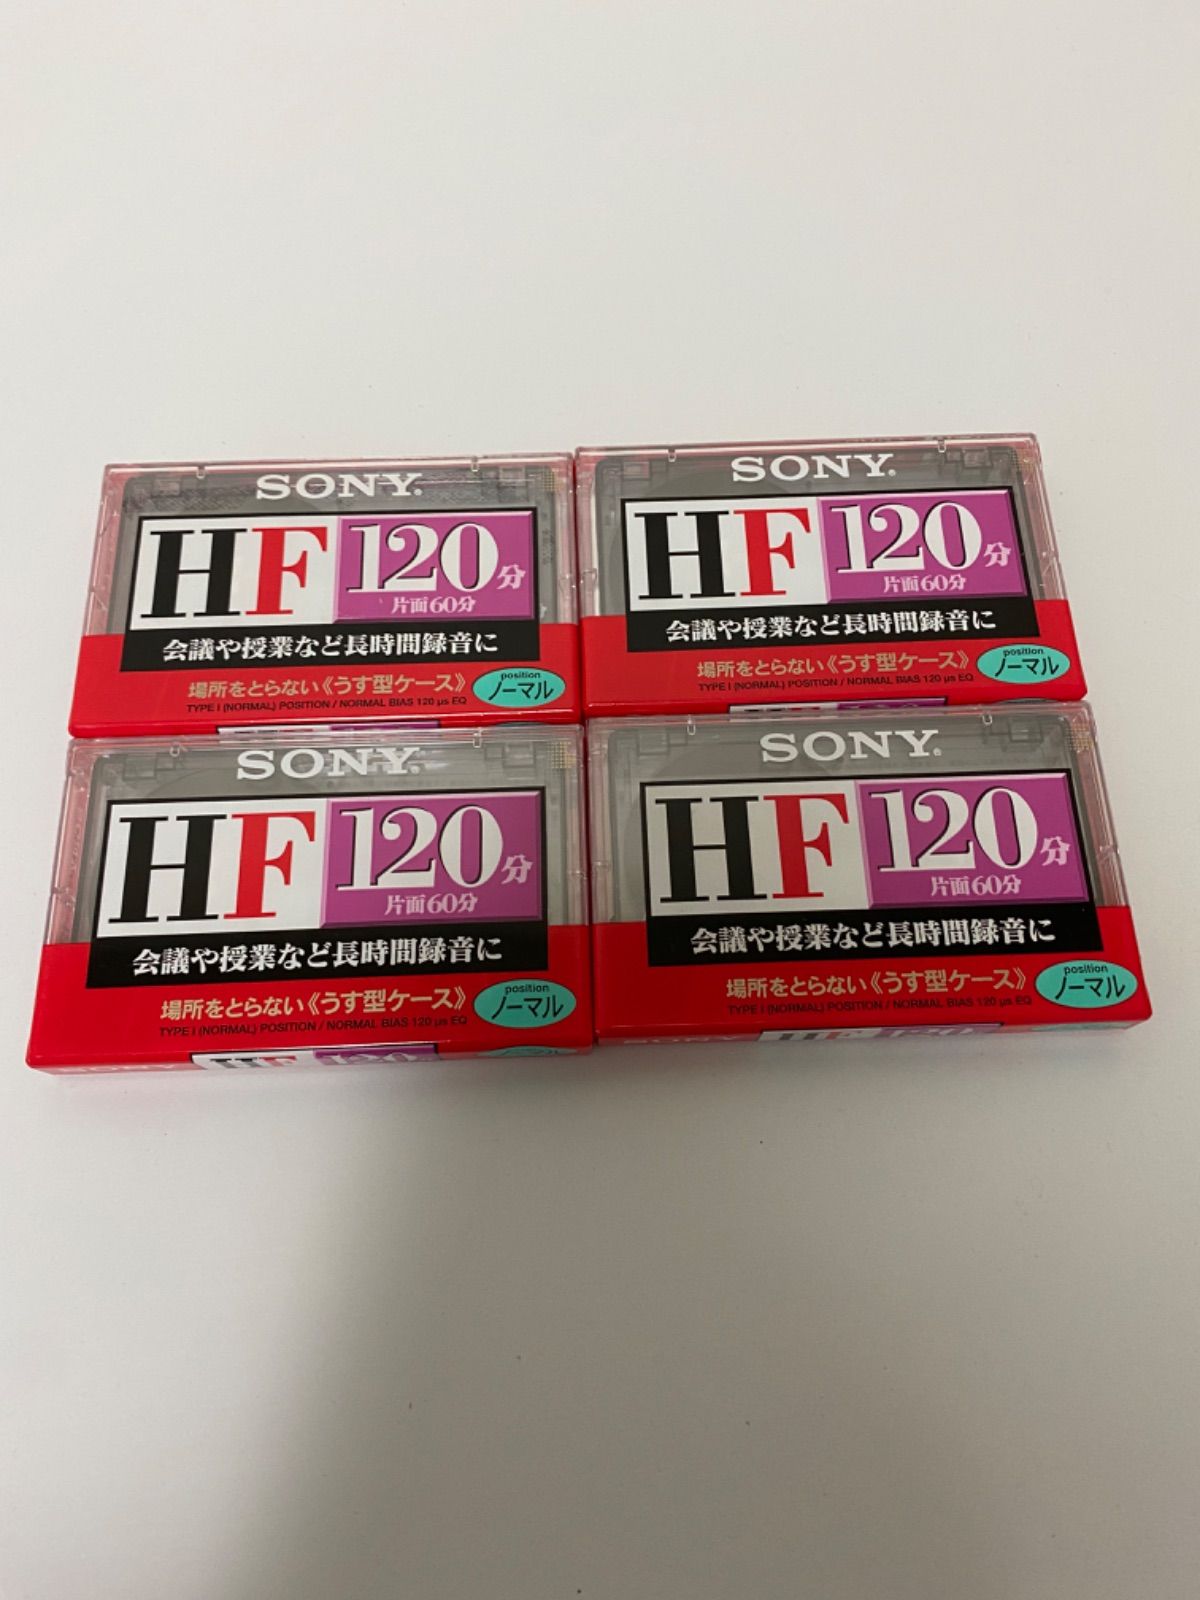 SONY
HF 120分
片面60分
会議や授業など長時間録音に
場所をとらない《うす型ケース》
TYPE I (NORMAL) POSITION / NORMAL BIAS 120 μs EQ
position
ノーマル
SONY
HF 120分
片面60分
会議や授業など長時間録音に
場所をとらない《うす型ケース》
TYPE I (NORMAL) POSITION / NORMAL BIAS 120 μs EQ
position
ノーマル
SONY
HF 120分
片面60分
会議や授業など長時間録音に
場所をとらない《うす型ケース》
TYPE I (NORMAL) POSITION / NORMAL BIAS 120 μs EQ
position
ノーマル
SONY HF 120
SONY
HF 120分
片面60分
会議や授業など長時間録音に
場所をとらない《うす型ケース》
TYPE I (NORMAL) POSITION / NORMAL BIAS 120 μs EQ
position
ノーマル
SONY HF 120